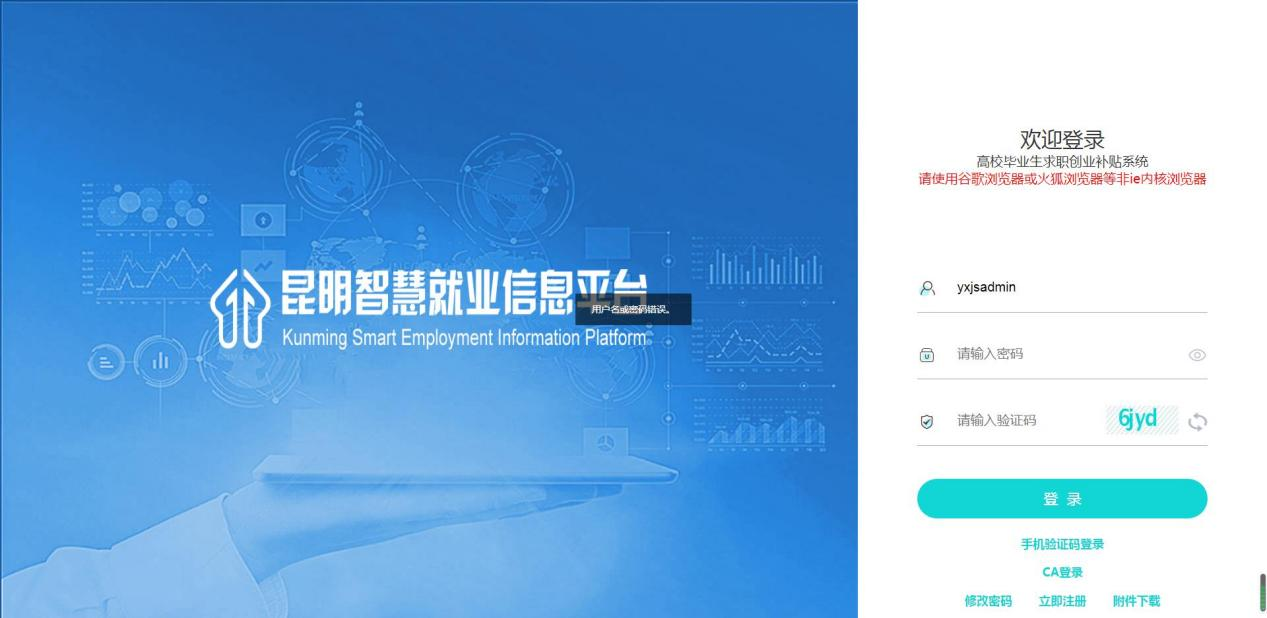 昆明智慧就业信息平台
Kunming Smart Employment Information Platform
用户名或密码错误。
欢迎登录
高校毕业生求职创业补贴系统
请使用谷歌浏览器或火狐浏览器等非ie内核浏览器
yxjsadmin
请输入密码
请输入验证码
6jyd
登 录
手机验证码登录
CA登录
修改密码 立即注册 附件下载